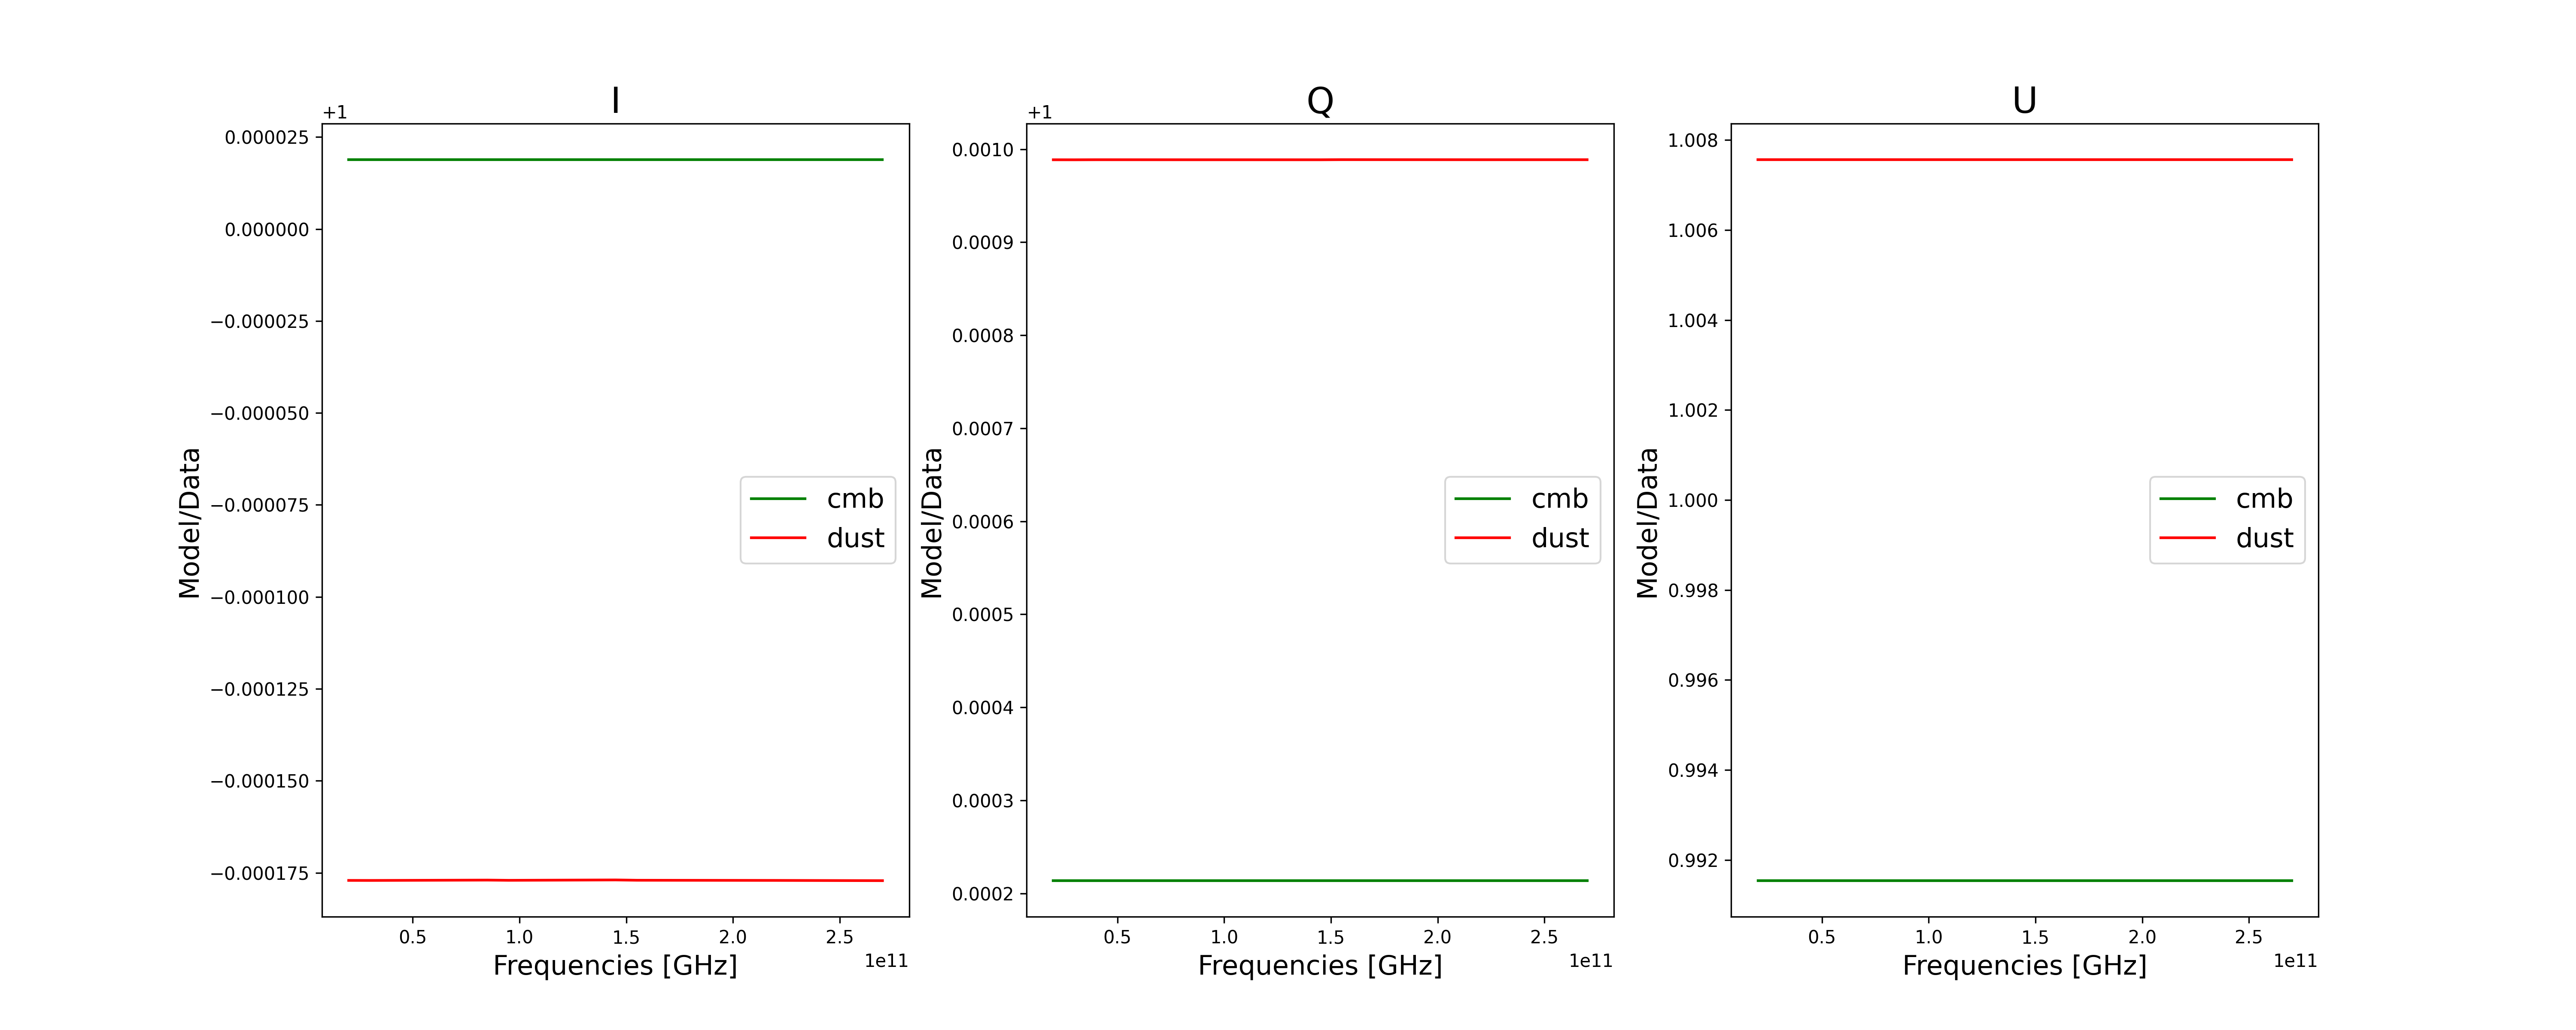 I
+1
0.000025
0.000000
−0.000025
−0.000050
−0.000075
−0.000100
−0.000125
−0.000150
−0.000175
Model/Data
cmb
dust
0.5 1.0 1.5 2.0 2.5
1e11
Frequencies [GHz]
Q
+1
0.0010
0.0009
0.0008
0.0007
0.0006
0.0005
0.0004
0.0003
0.0002
Model/Data
cmb
dust
0.5 1.0 1.5 2.0 2.5
1e11
Frequencies [GHz]
U
1.008
1.006
1.004
1.002
1.000
0.998
0.996
0.994
0.992
Model/Data
cmb
dust
0.5 1.0 1.5 2.0 2.5
1e11
Frequencies [GHz]